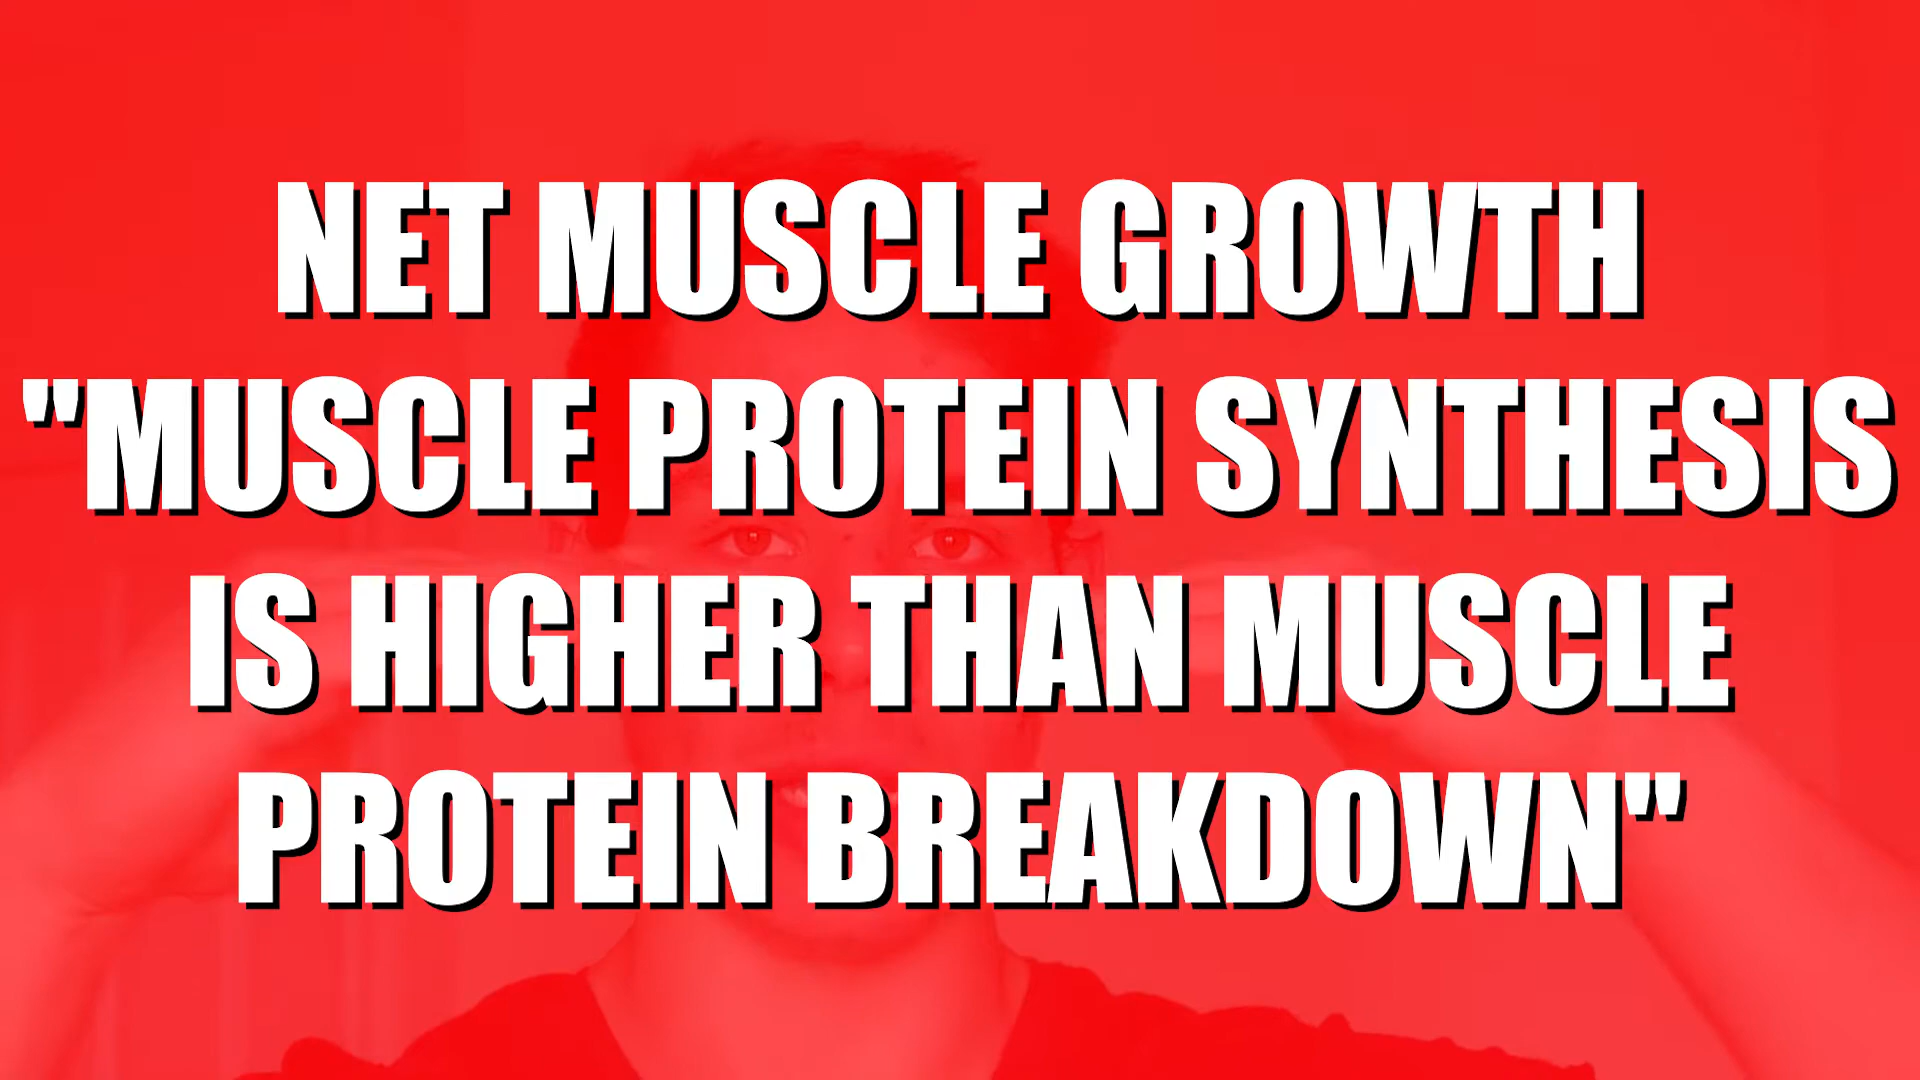 NET MUSCLE GROWTH
"MUSCLE PROTEIN SYNTHESIS
IS HIGHER THAN MUSCLE
PROTEIN BREAKDOWN"